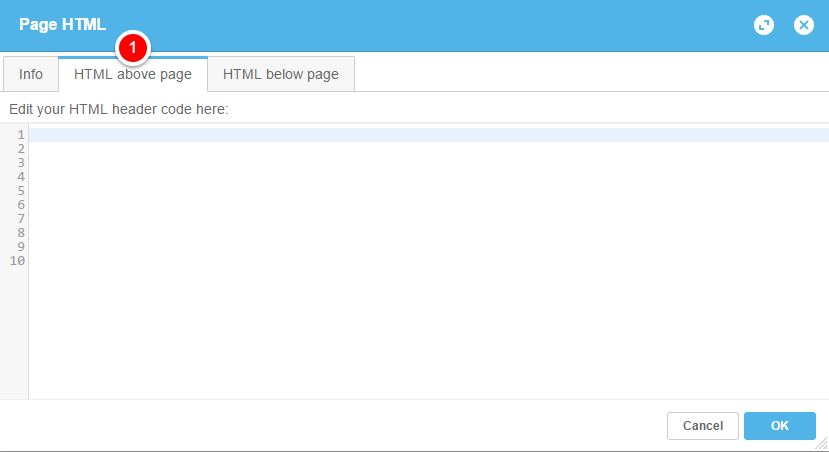 Page HTML
1
Info
HTML above page
HTML below page
Edit your HTML header code here:
1
2
3
4
5
6
7
8
9
10
Cancel
OK